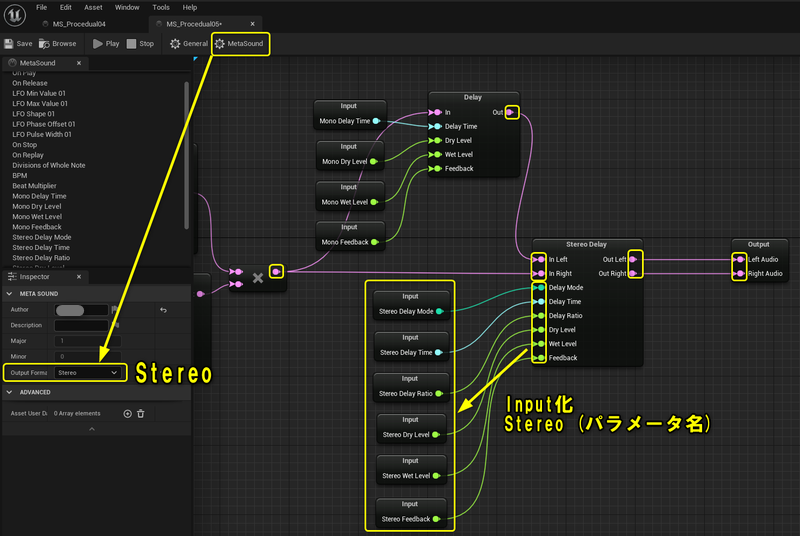 File Edit Asset Window Tools Help
MS_Procedual04 MS_Procedual05*
Save Browse Play Stop General MetaSound
MetaSound
On Play
On Release
LFO Min Value 01
LFO Max Value 01
LFO Shape 01
LFO Phase Offset 01
LFO Pulse Width 01
On Stop
On Replay
Divisions of Whole Note
BPM
Beat Multiplier
Mono Delay Time
Mono Dry Level
Mono Wet Level
Mono Feedback
Stereo Delay Mode
Stereo Delay Time
Stereo Delay Ratio
Stereo Dry Level
Inspector
META SOUND
Author
Description
Major 1
Minor 0
Output Forma Stereo
ADVANCED
Asset User Da 0 Array elements
Stereo
Input
Mono Delay Time
Input
Mono Dry Level
Input
Mono Wet Level
Input
Mono Feedback
Delay
In Out
Delay Time
Dry Level
Wet Level
Feedback
Input
Stereo Delay Mode
Input
Stereo Delay Time
Input
Stereo Delay Ratio
Input
Stereo Dry Level
Input
Stereo Wet Level
Input
Stereo Feedback
Stereo Delay
In Left Out Left
In Right Out Right
Delay Mode
Delay Time
Delay Ratio
Dry Level
Wet Level
Feedback
Output
Left Audio
Right Audio
Input化
Stereo (パラメータ名)